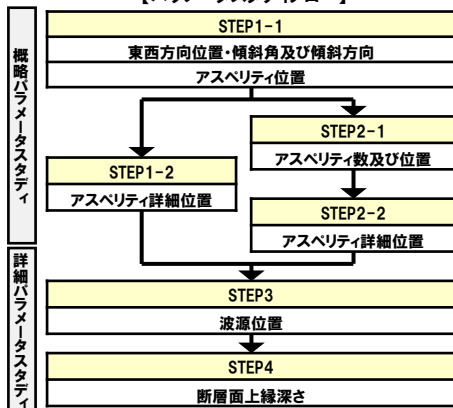 STEP1-1
東西方向位置・傾斜角及び傾斜方向
アスペリティ位置
概略パラメータスタディ
STEP2-1
アスペリティ数及び位置
STEP1-2
アスペリティ詳細位置
STEP2-2
アスペリティ詳細位置
詳細パラメータスタディ
STEP3
波源位置
STEP4
断層面上縁深さ